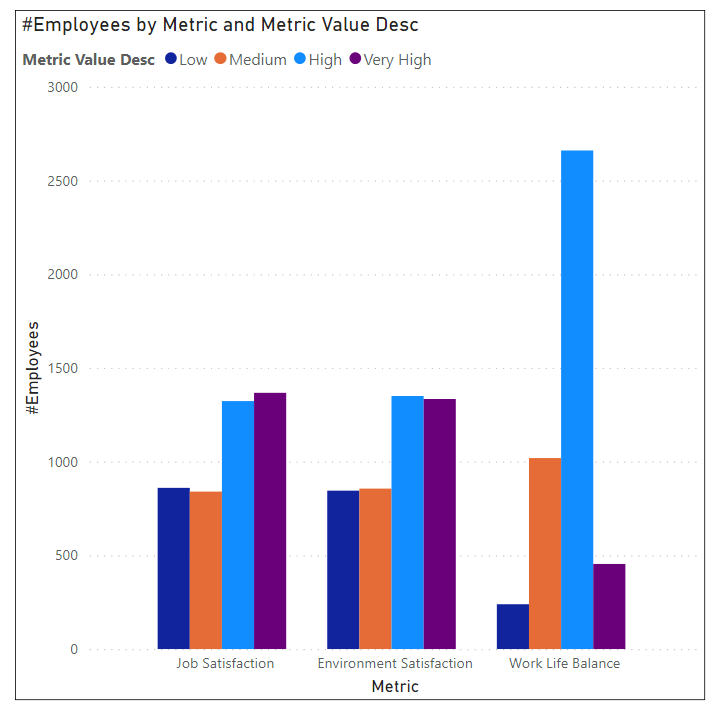 #Employees by Metric and Metric Value Desc
Metric Value Desc Low Medium High Very High
3000
2500
2000
1500
1000
500
0
#Employees
Job Satisfaction Environment Satisfaction Work Life Balance
Metric